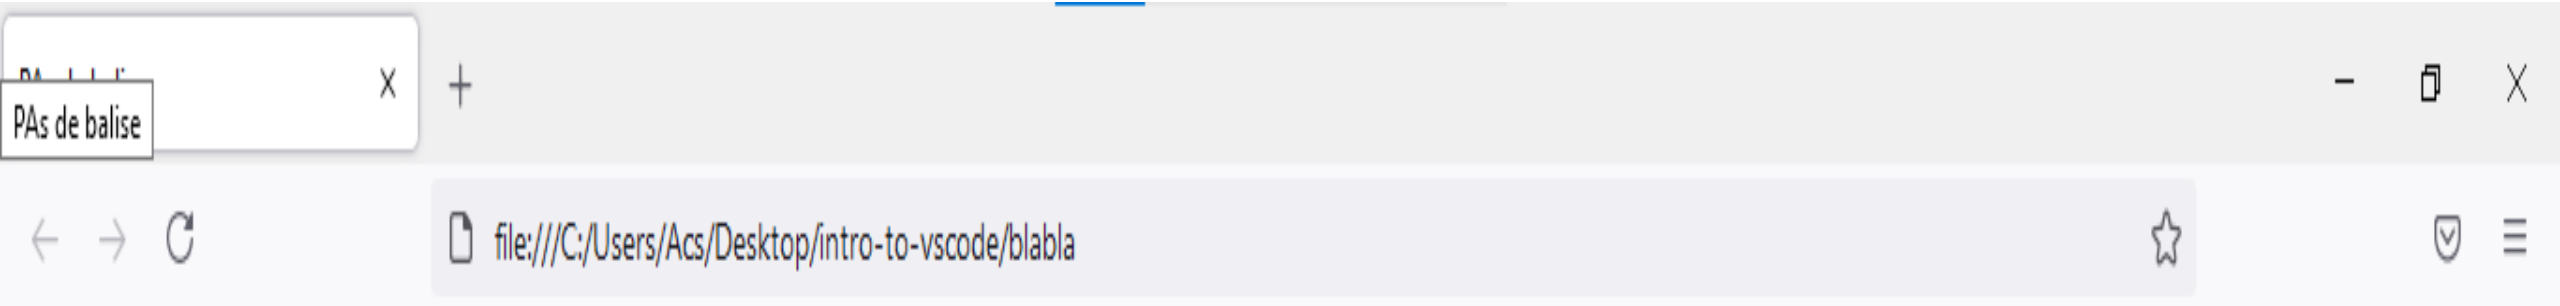 PAs de balise
file:///C:/Users/Acs/Desktop/intro-to-vscode/blabla